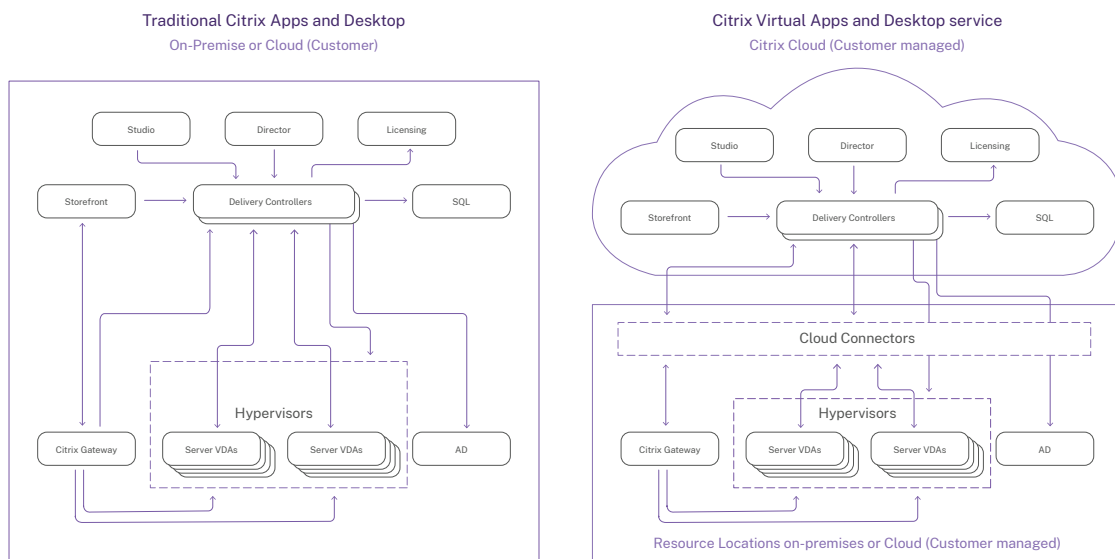 Traditional Citrix Apps and Desktop
On-Premise or Cloud (Customer)
Studio
Director
Licensing
Storefront
Delivery Controllers
SQL
Hypervisors
Citrix Gateway
Server VDAs
Server VDAs
AD
Citrix Virtual Apps and Desktop service
Citrix Cloud (Customer managed)
Studio
Director
Licensing
Storefront
Delivery Controllers
SQL
Cloud Connectors
Hypervisors
Citrix Gateway
Server VDAs
Server VDAs
AD
Resource Locations on-premises or Cloud (Customer managed)